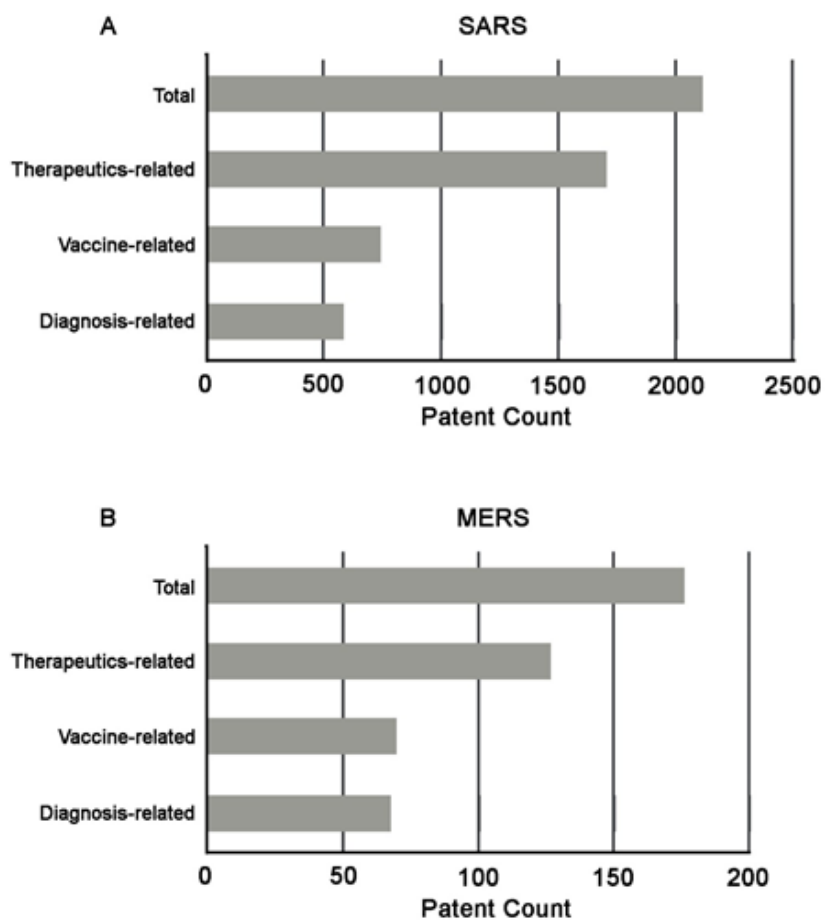 A
SARS
Total
Therapeutics-related
Vaccine-related
Diagnosis-related
0 500 1000 1500 2000 2500
Patent Count
B
MERS
Total
Therapeutics-related
Vaccine-related
Diagnosis-related
0 50 100 150 200
Patent Count